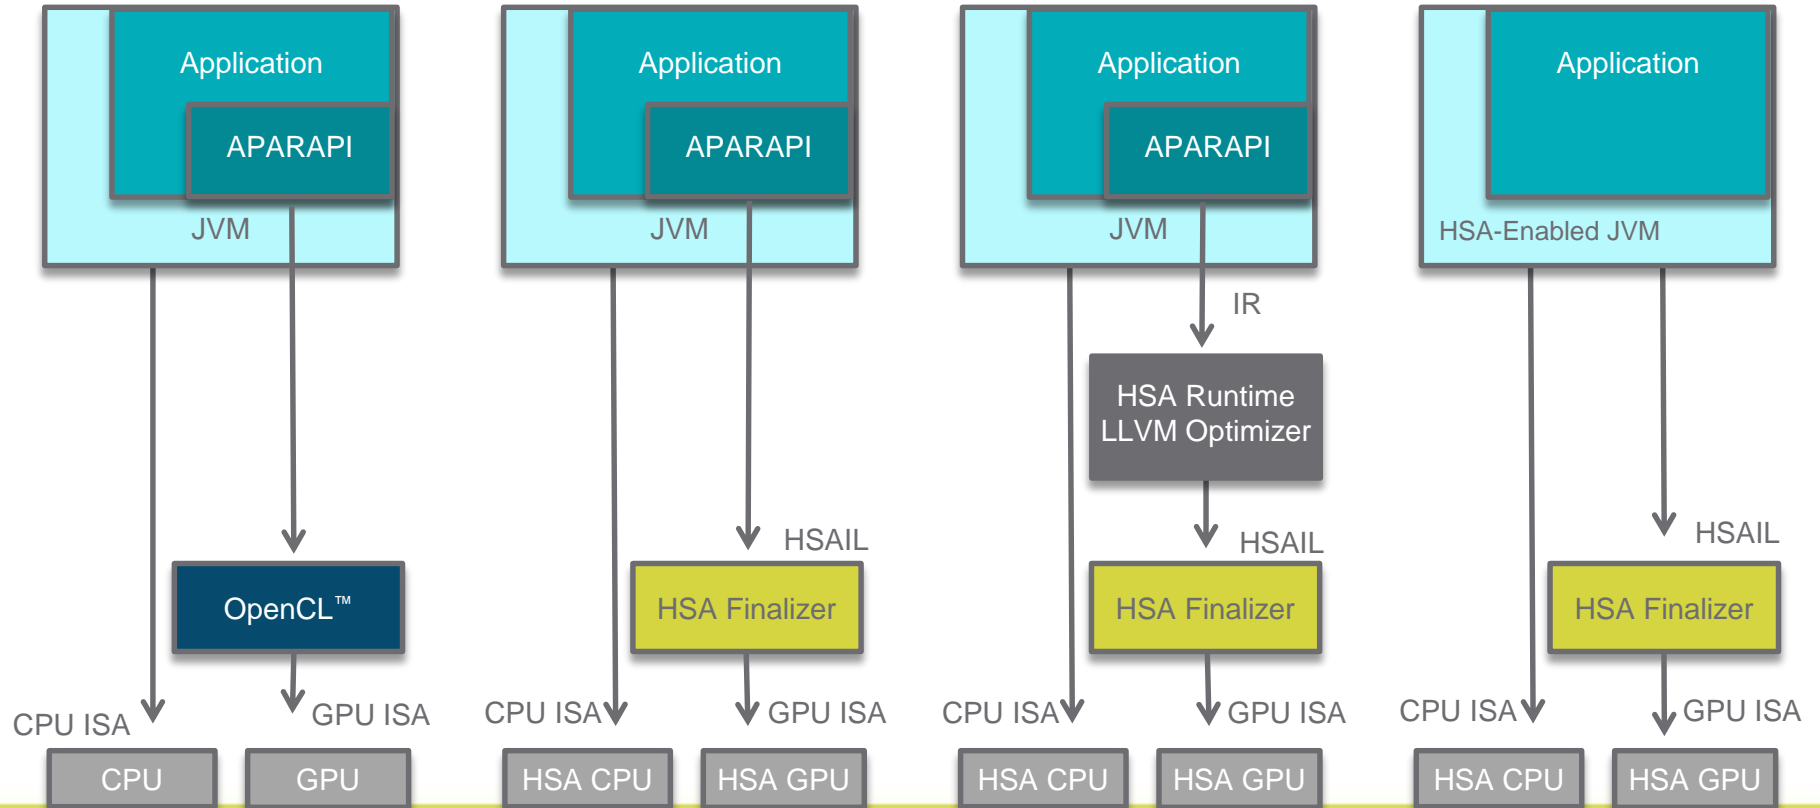 Application
APARAPI
JVM
OpenCL™
CPU ISA
GPU ISA
CPU
GPU
Application
APARAPI
JVM
HSAIL
HSA Finalizer
CPU ISA
GPU ISA
HSA CPU
HSA GPU
Application
APARAPI
JVM
IR
HSA Runtime
LLVM Optimizer
HSAIL
HSA Finalizer
CPU ISA
GPU ISA
HSA CPU
HSA GPU
Application
HSA-Enabled JVM
HSAIL
HSA Finalizer
CPU ISA
GPU ISA
HSA CPU
HSA GPU